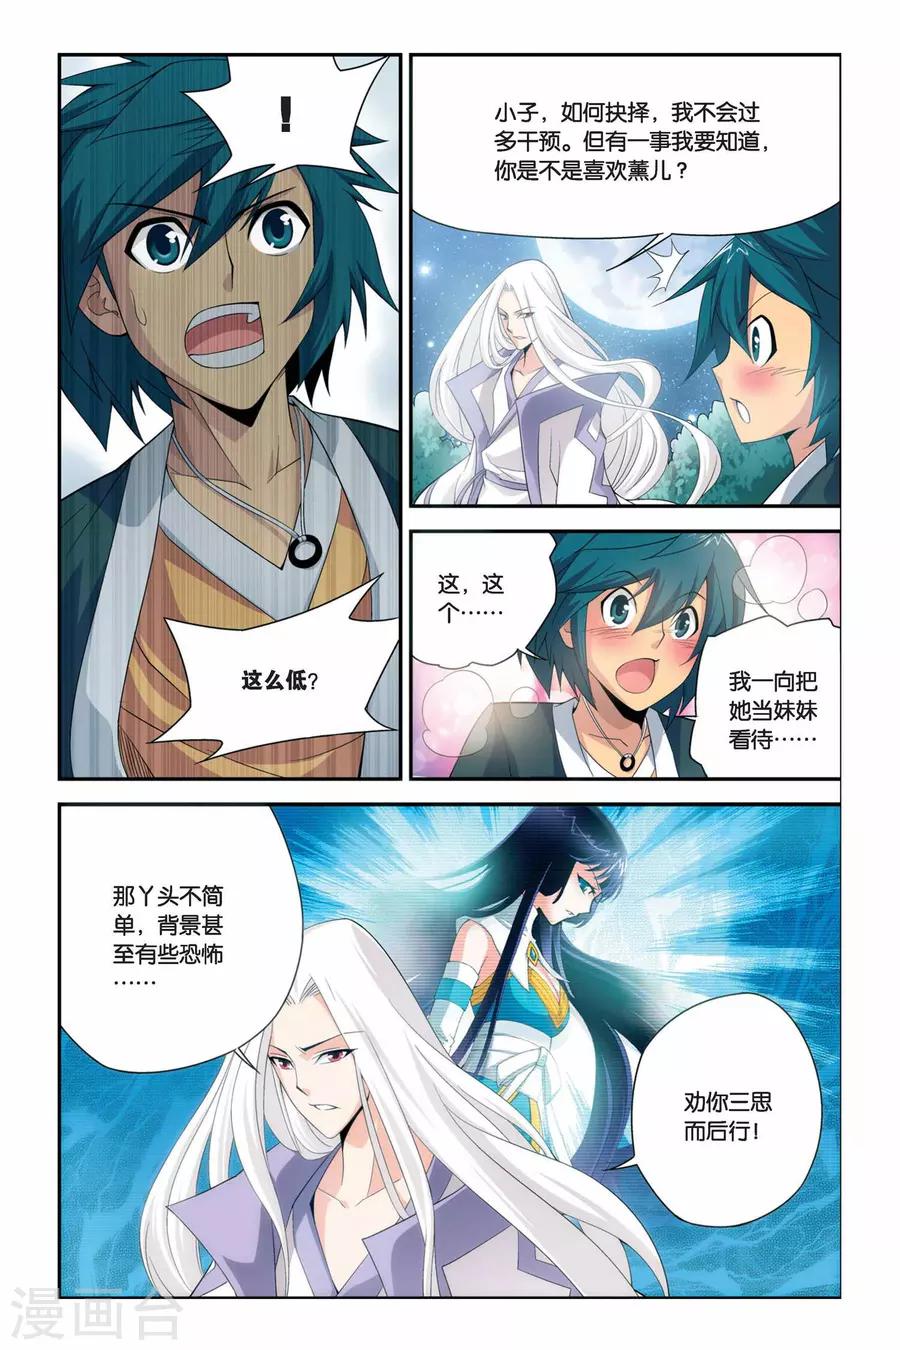 ！
这么低？
小子，如何抉择，我不会过
多干预。但有一事我要知道，
你是不是喜欢薰儿？
这，这
个……
我一向把
她当妹妹
看待……
那丫头不简
单，背景甚
至有些恐怖
……
劝你三思
而后行！
漫画台